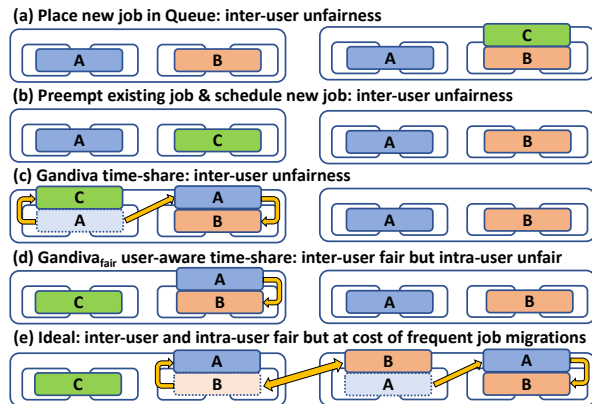 (a) Place new job in Queue: inter-user unfairness
C
A B A B
(b) Preempt existing job & schedule new job: inter-user unfairness
A C A B
(c) Gandiva time-share: inter-user unfairness
C A
A B A B
(d) Gandivafair user-aware time-share: inter-user fair but intra-user unfair
A
C B A B
(e) Ideal: inter-user and intra-user fair but at cost of frequent job migrations
A B A
C B A B